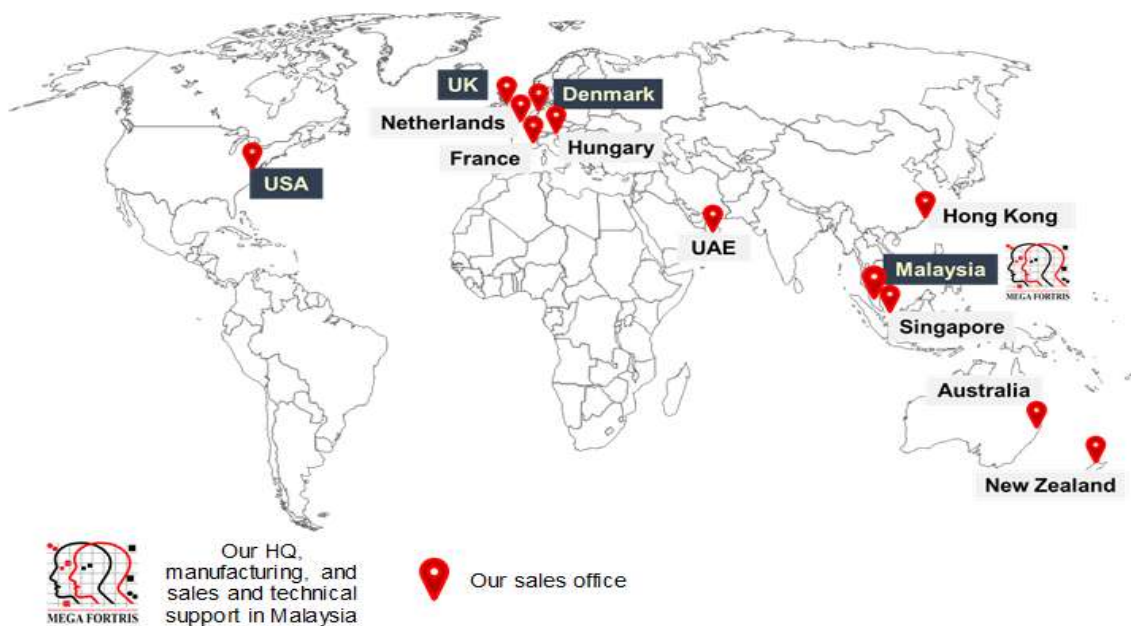 UK
Denmark
Netherlands
Hungary
France
USA
Hong Kong
UAE
Malaysia
MEGA FORTRIS
Singapore
Australia
New Zealand
Our HQ,
manufacturing, and
sales and technical
support in Malaysia
MEGA FORTRIS
Our sales office